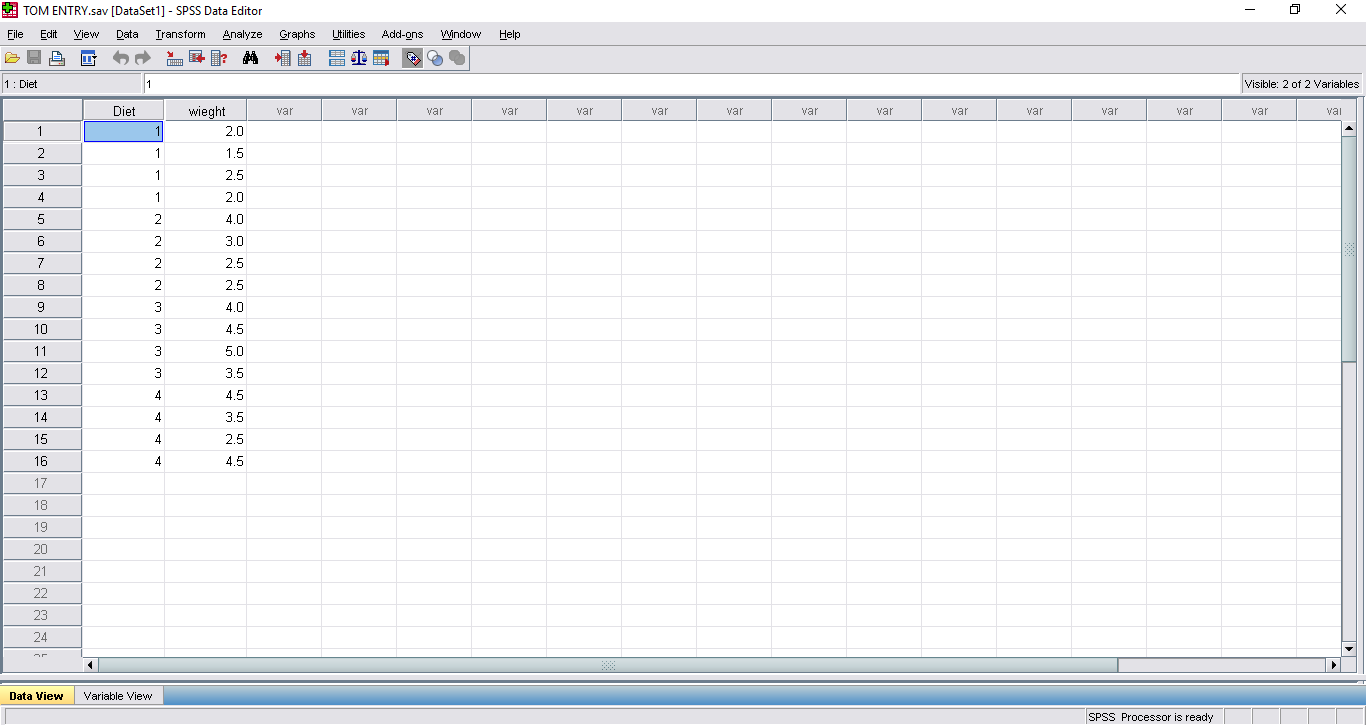 TOM ENTRY.sav [DataSet1] - SPSS Data Editor
File Edit View Data Transform Analyze Graphs Utilities Add-ons Window Help
1 : Diet 1 Visible: 2 of 2 Variables
Diet wieght var var var var var var var var var var var var var var var
1 1 2.0
2 1 1.5
3 1 2.5
4 1 2.0
5 2 4.0
6 2 3.0
7 2 2.5
8 2 2.5
9 3 4.0
10 3 4.5
11 3 5.0
12 3 3.5
13 4 4.5
14 4 3.5
15 4 2.5
16 4 4.5
17
18
19
20
21
22
23
24
Data View Variable View
SPSS Processor is ready